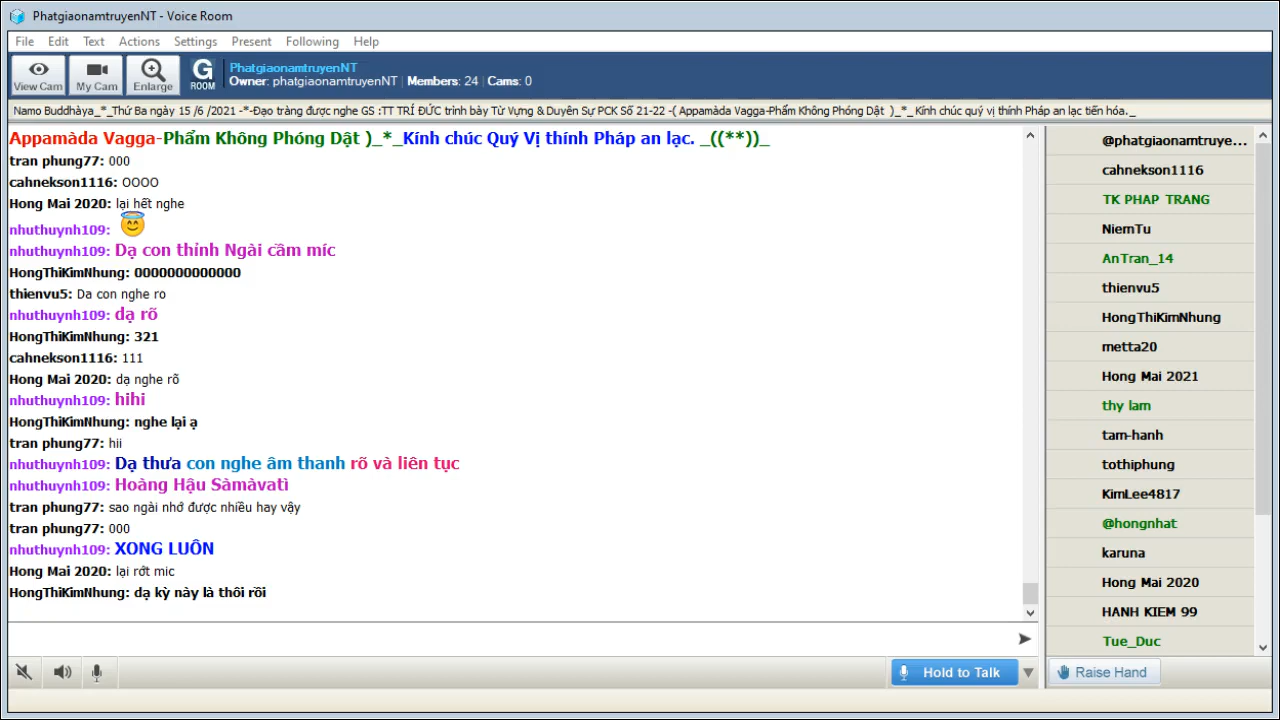 PhatgiaonamtruyenNT - Voice Room
File Edit Text Actions Settings Present Following Help
View Cam My Cam Enlarge G ROOM
PhatgiaonamtruyenNT
Owner: phatgiaonamtruyenNT | Members: 24 | Cams: 0
Namo Buddhàya_*_Thứ Ba ngày 15 /6 /2021 -*-Đạo tràng được nghe GS :TT TRÍ ĐỨC trình bày Từ Vựng & Duyên Sự PCK Số 21-22 -( Appamàda Vagga-Phẩm Không Phóng Dật )_*_ Kính chúc quý vị thính Pháp an lạc tiến hóa._
Appamàda Vagga-Phẩm Không Phóng Dật )_*_Kính chúc Quý Vị thính Pháp an lạc. _((**))_
tran phung77: 000
cahnekson1116: OOOO
Hong Mai 2020: lại hết nghe
nhuthuynh109:
nhuthuynh109: Dạ con thỉnh Ngài cầm míc
HongThiKimNhung: 0000000000000
thienvu5: Da con nghe ro
nhuthuynh109: dạ rõ
HongThiKimNhung: 321
cahnekson1116: 111
Hong Mai 2020: dạ nghe rõ
nhuthuynh109: hihi
HongThiKimNhung: nghe lại ạ
tran phung77: hii
nhuthuynh109: Dạ thưa con nghe âm thanh rõ và liên tục
nhuthuynh109: Hoàng Hậu Sàmàvatì
tran phung77: sao ngài nhớ được nhiều hay vậy
tran phung77: 000
nhuthuynh109: XONG LUÔN
Hong Mai 2020: lại rớt mic
HongThiKimNhung: dạ kỳ này là thôi rồi
@phatgiaonamtruye...
cahnekson1116
TK PHAP TRANG
NiemTu
AnTran_14
thienvu5
HongThiKimNhung
metta20
Hong Mai 2021
thy lam
tam-hanh
tothiphung
KimLee4817
@hongnhat
karuna
Hong Mai 2020
HANH KIEM 99
Tue_Duc
Hold to Talk
Raise Hand